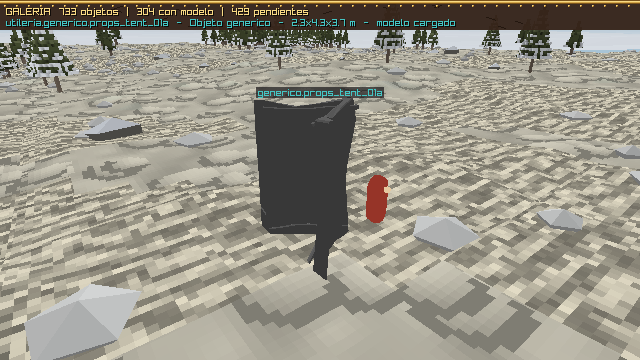 GALERÍA 733 objetos | 304 con modelo | 429 pendientes
utileria.generico.props_tent_01a - Objeto generico - 2.3x4.3x3.7 m - modelo cargado
generico.props_tent_01a